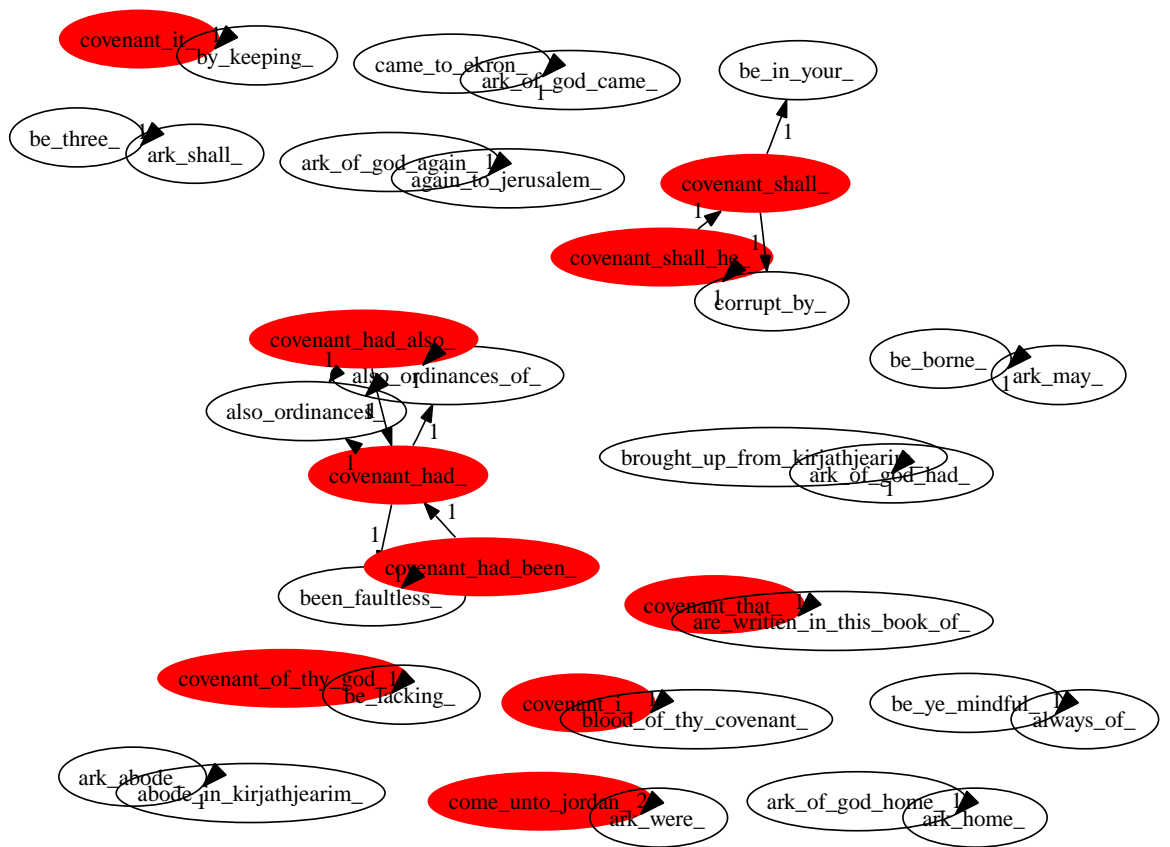 covenant_it_ 1
by_keeping_
came_to_ekron_
ark_of_god_came_
1
be_in_your_
1
be_three_ 1
ark_shall_
ark_of_god_again_ 1
again_to_jerusalem_
covenant_shall_
1
covenant_shall_he_ 1
1
corrupt_by_
covenant_had_also_
1
also_ordinances_of_
1
also_ordinances_
1
1
1
covenant_had_
be_borne_
ark_may_
1
brought_up_from_kirjathjearim_
ark_of_god_had_
1
1
1
covenant_had_been_
1
been_faultless_
covenant_that_ 1
are_written_in_this_book_of_
covenant_of_thy_god_ 1
be_lacking_
covenant_i_ 1
blood_of_thy_covenant_
be_ye_mindful_ 1
always_of_
ark_abode_
abode_in_kirjathjearim_
1
come_unto_jordan_ 2
ark_were_
ark_of_god_home_ 1
ark_home_